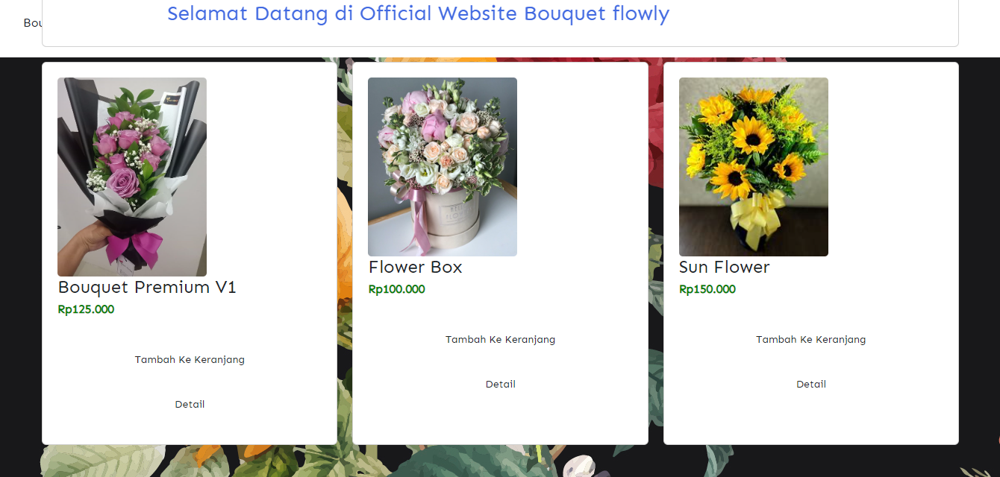 Selamat Datang di Official Website Bouquet flowly
Bou
Bouquet Premium V1
Rp125.000
Tambah Ke Keranjang
Detail
Flower Box
Rp100.000
Tambah Ke Keranjang
Detail
Sun Flower
Rp150.000
Tambah Ke Keranjang
Detail